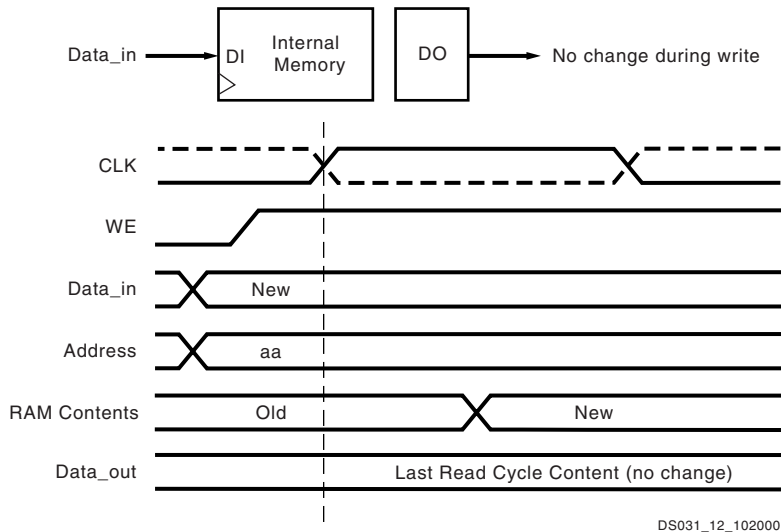 Data_in DI Internal Memory DO No change during write
CLK
WE
Data_in New
Address aa
RAM Contents Old New
Data_out Last Read Cycle Content (no change)
DS031_12_102000